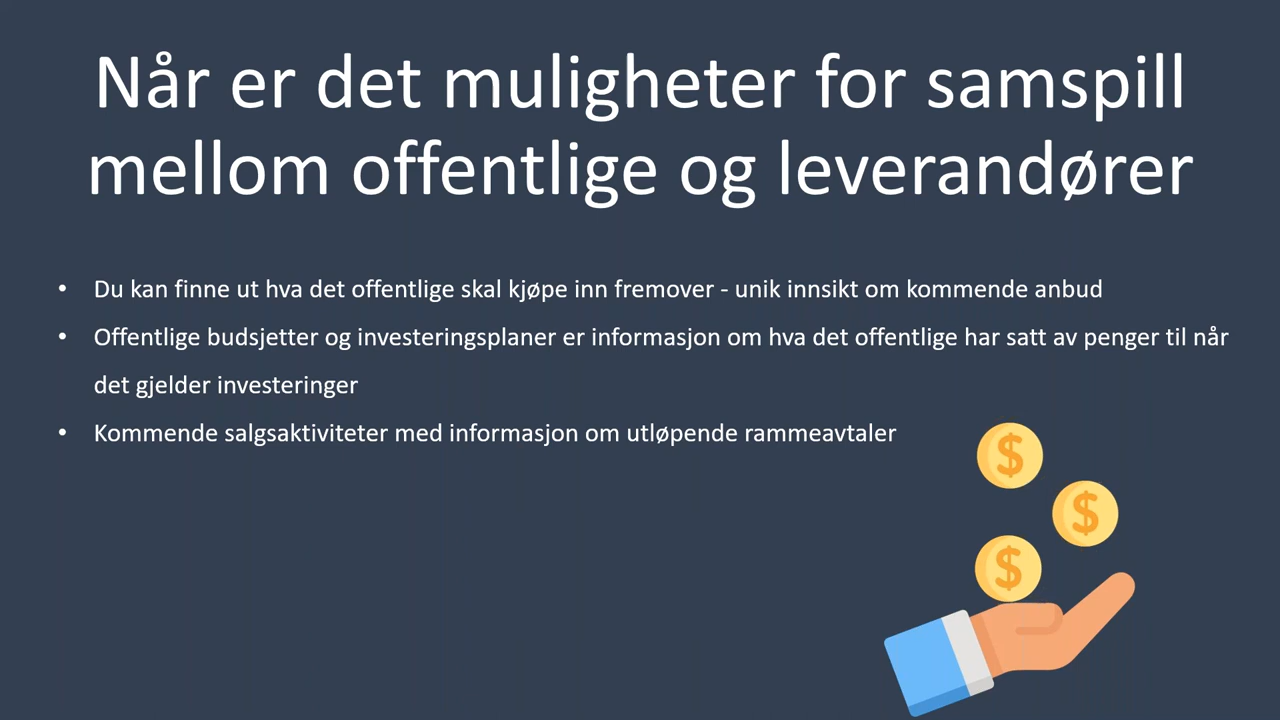 Når er det muligheter for samspill
mellom offentlige og leverandører
• Du kan finne ut hva det offentlige skal kjøpe inn fremover - unik innsikt om kommende anbud
• Offentlige budsjetter og investeringsplaner er informasjon om hva det offentlige har satt av penger til når
det gjelder investeringer
• Kommende salgsaktiviteter med informasjon om utløpende rammeavtaler
$
$
$